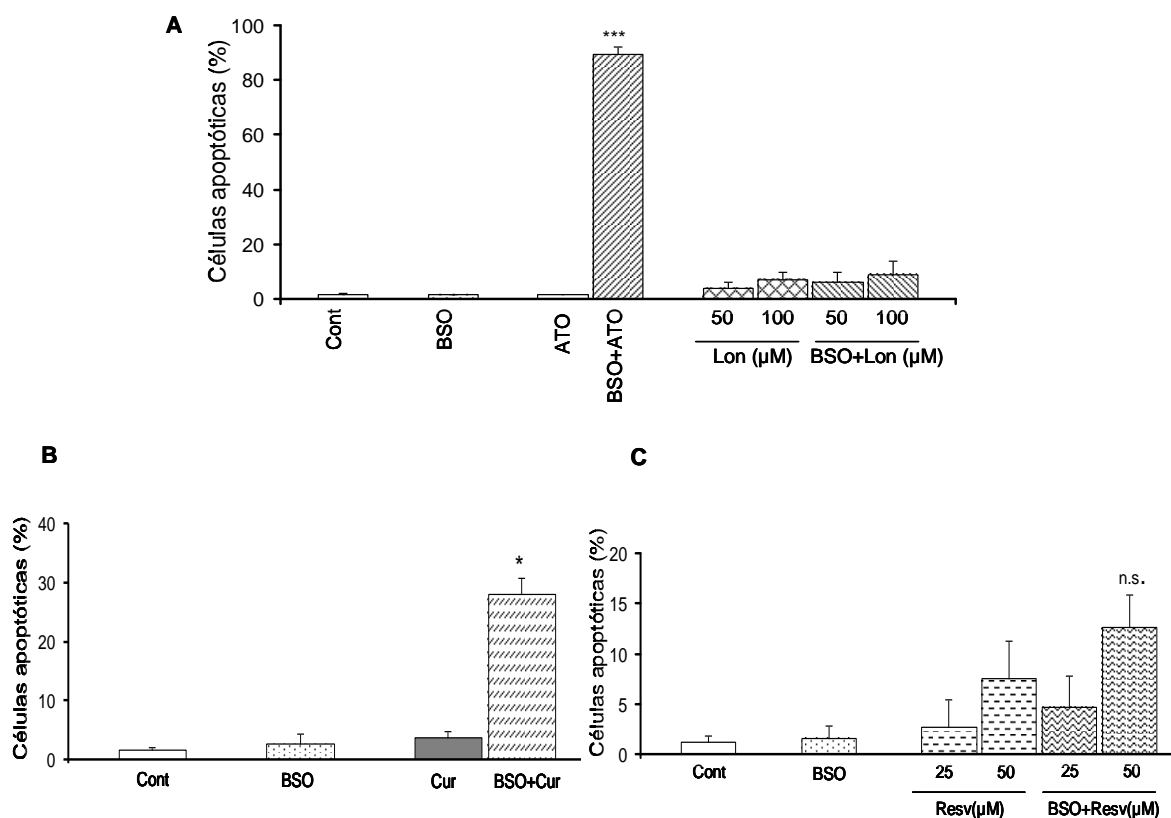 A
Células apoptóticas (%)
100
80
60
40
20
0
***
Cont
BSO
ATO
BSO+ATO
50 100 50 100
Lon (µM) BSO+Lon (µM)
B
Células apoptóticas (%)
40
30
20
10
0
*
Cont BSO Cur BSO+Cur
C
Células apoptóticas (%)
20
15
10
5
0
n.s.
Cont BSO 25 50 25 50
Resv(µM) BSO+Resv(µM)